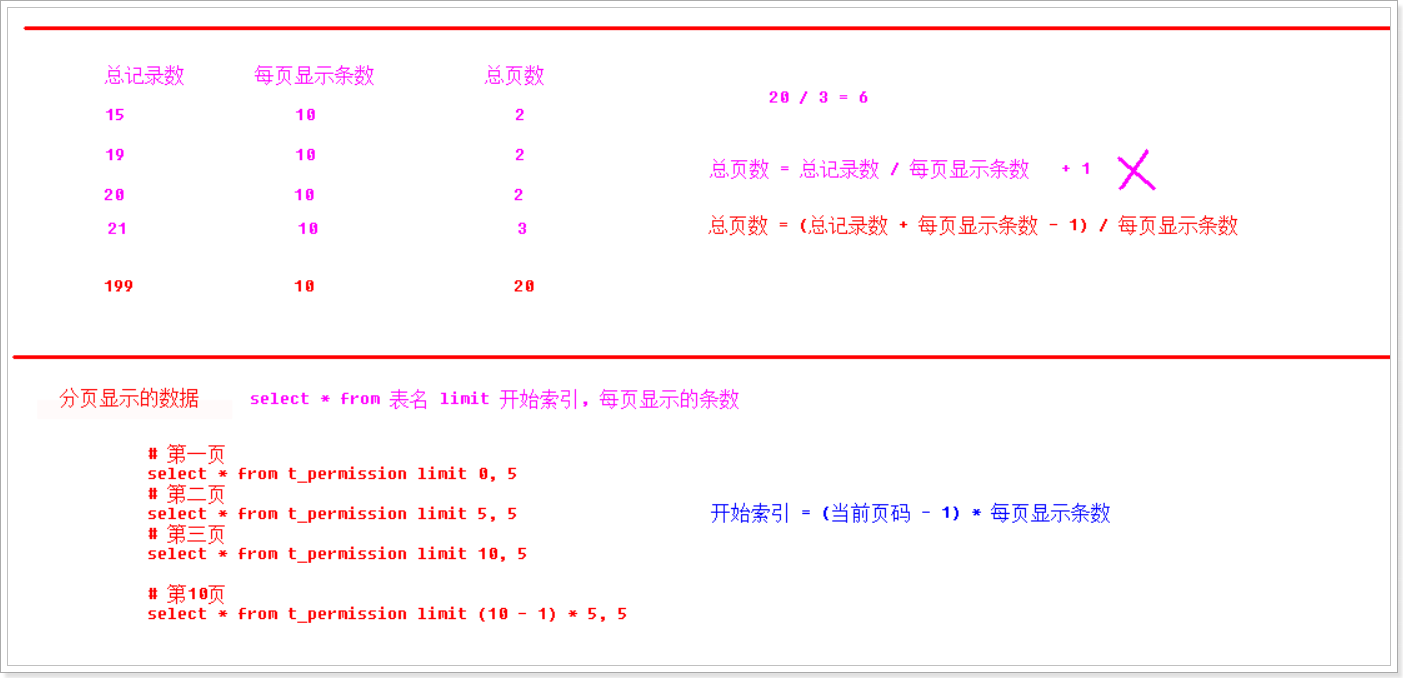 总记录数 每页显示条数 总页数
15 10 2
19 10 2
20 10 2
21 10 3
199 10 20
20 / 3 = 6
总页数 = 总记录数 / 每页显示条数 + 1
总页数 = (总记录数 + 每页显示条数 - 1) / 每页显示条数
分页显示的数据 select * from 表名 limit 开始索引，每页显示的条数
# 第一页
select * from t_permission limit 0, 5
# 第二页
select * from t_permission limit 5, 5
# 第三页
select * from t_permission limit 10, 5
# 第10页
select * from t_permission limit (10 - 1) * 5, 5
开始索引 = (当前页码 - 1) * 每页显示条数